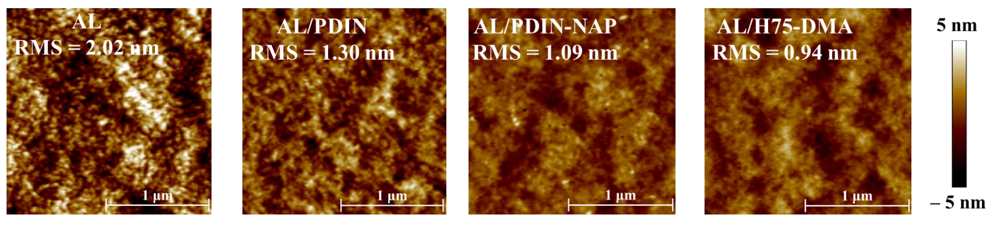 AL
RMS = 2.02 nm
1 μm
AL/PDIN
RMS = 1.30 nm
1 μm
AL/PDIN-NAP
RMS = 1.09 nm
1 μm
AL/H75-DMA
RMS = 0.94 nm
1 μm
5 nm
– 5 nm